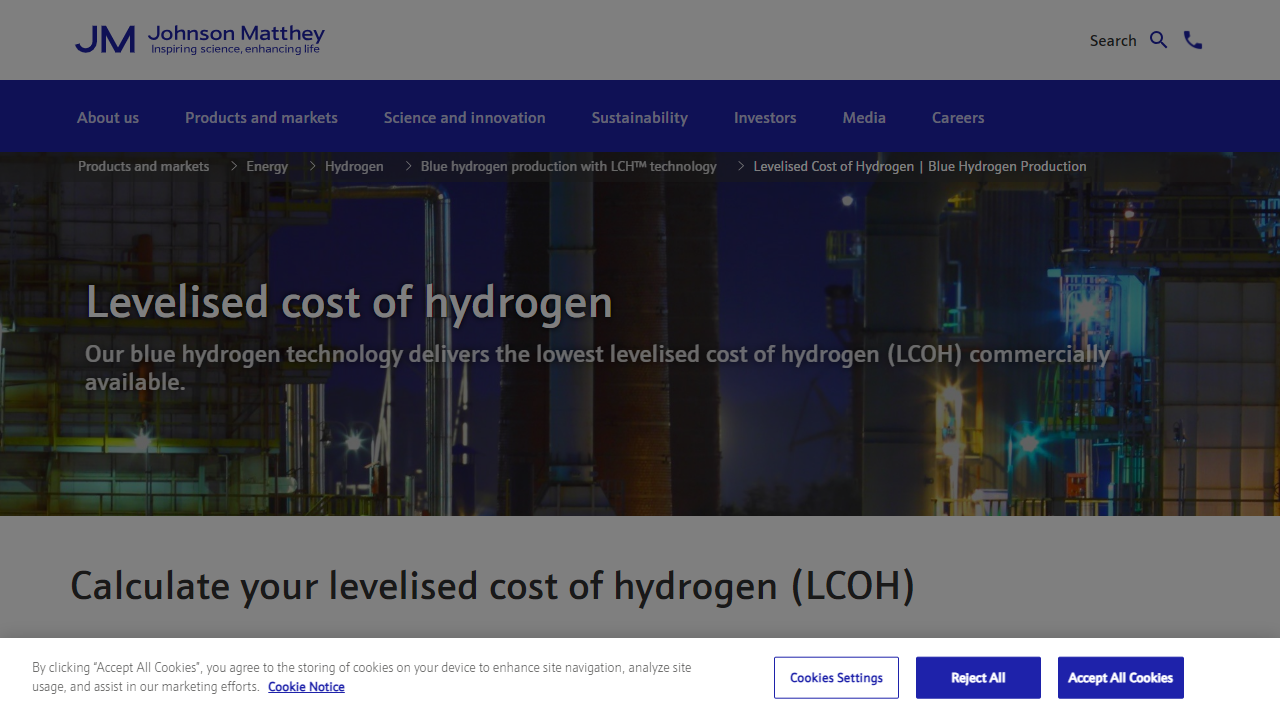 JM Johnson Matthey
Inspiring science, enhancing life
Search
About us
Products and markets
Science and innovation
Sustainability
Investors
Media
Careers
Products and markets > Energy > Hydrogen > Blue hydrogen production with LCH™ technology > Levelised Cost of Hydrogen | Blue Hydrogen Production
Levelised cost of hydrogen
Our blue hydrogen technology delivers the lowest levelised cost of hydrogen (LCOH) commercially
available.
Calculate your levelised cost of hydrogen (LCOH)
By clicking “Accept All Cookies”, you agree to the storing of cookies on your device to enhance site navigation, analyze site
usage, and assist in our marketing efforts. Cookie Notice
Cookies Settings
Reject All
Accept All Cookies